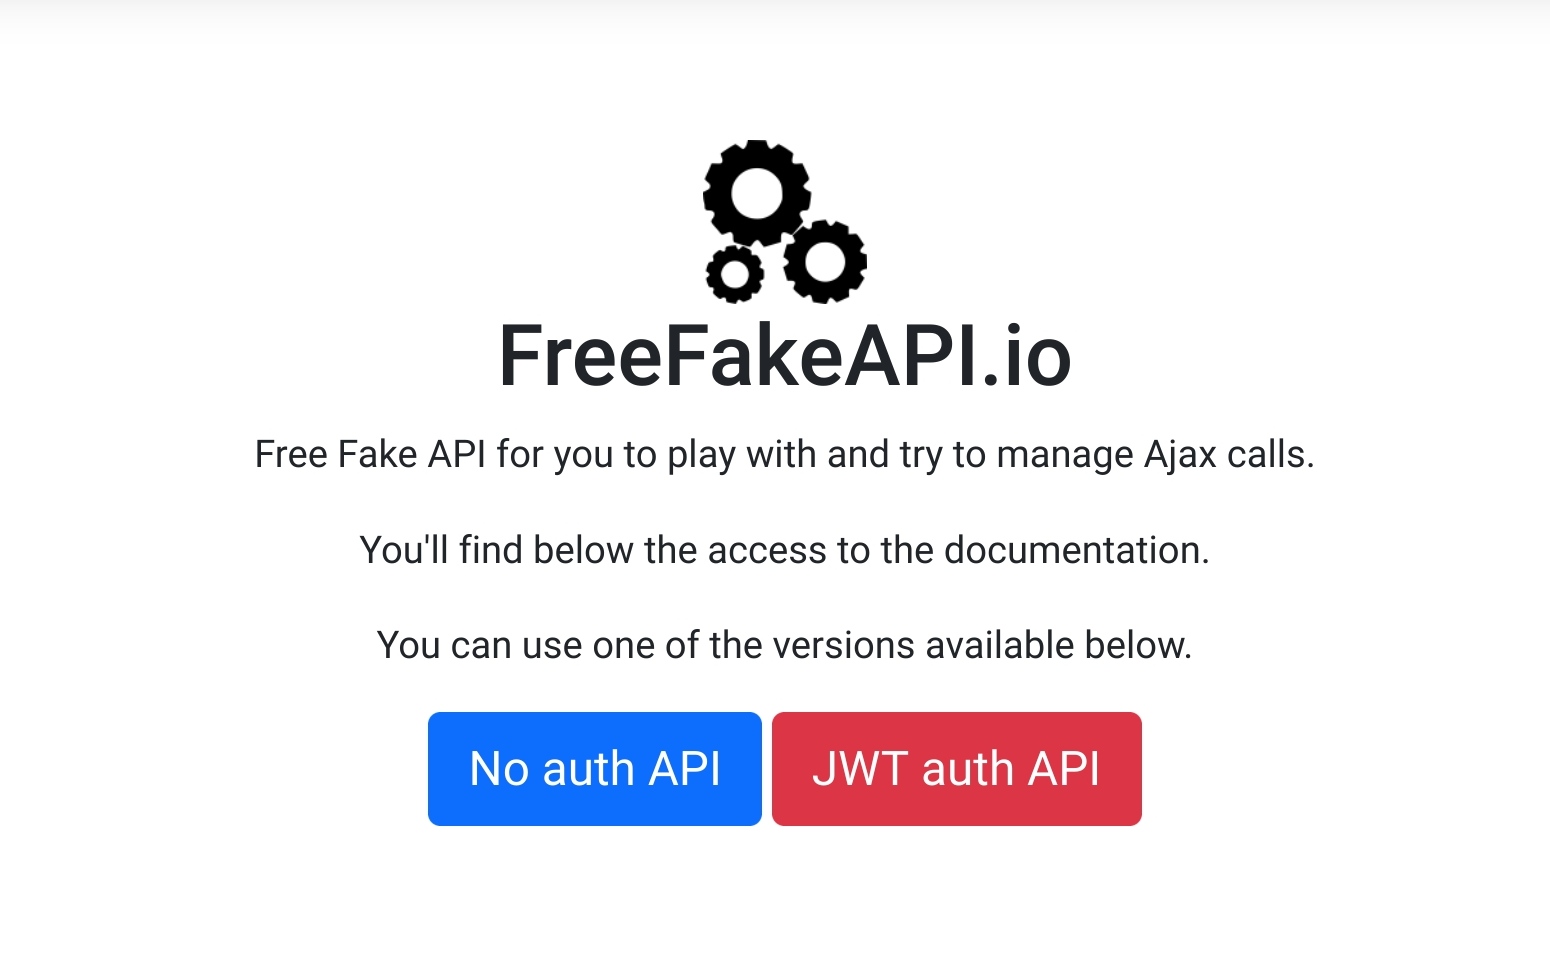 FreeFakeAPI.io
Free Fake API for you to play with and try to manage Ajax calls.
You'll find below the access to the documentation.
You can use one of the versions available below.
No auth API JWT auth API